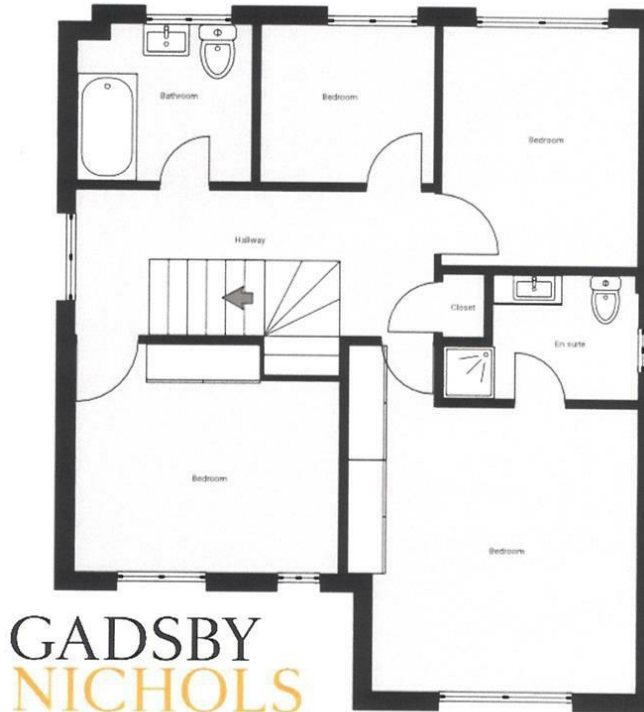 Bathroom
Bedroom
Bedroom
Hallway
Closet
En suite
Bedroom
Bedroom
GADSBY
NICHOLS